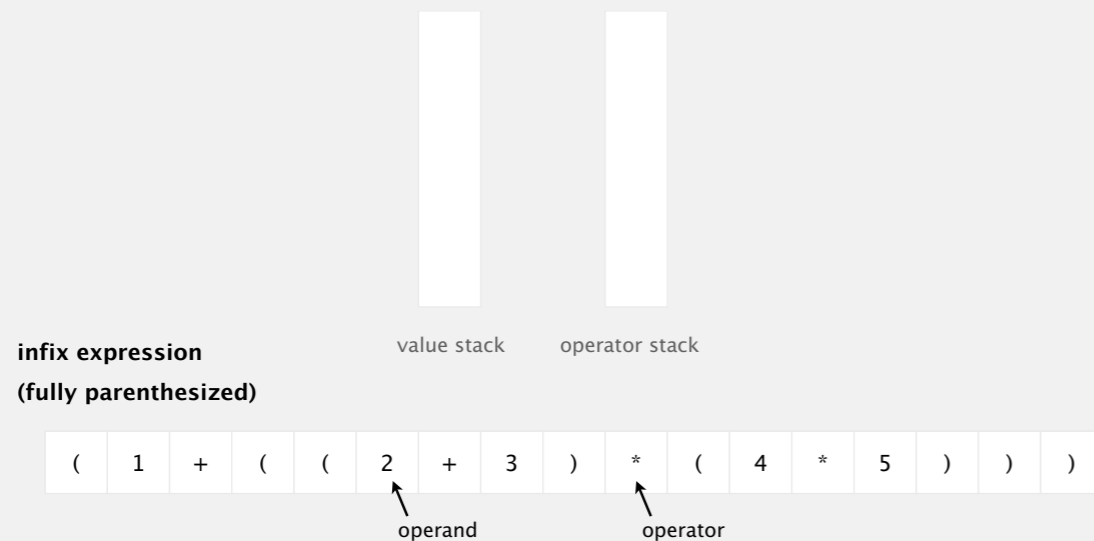 value stack operator stack
infix expression
(fully parenthesized)
( 1 + ( ( 2 + 3 ) * ( 4 * 5 ) ) )
operand operator